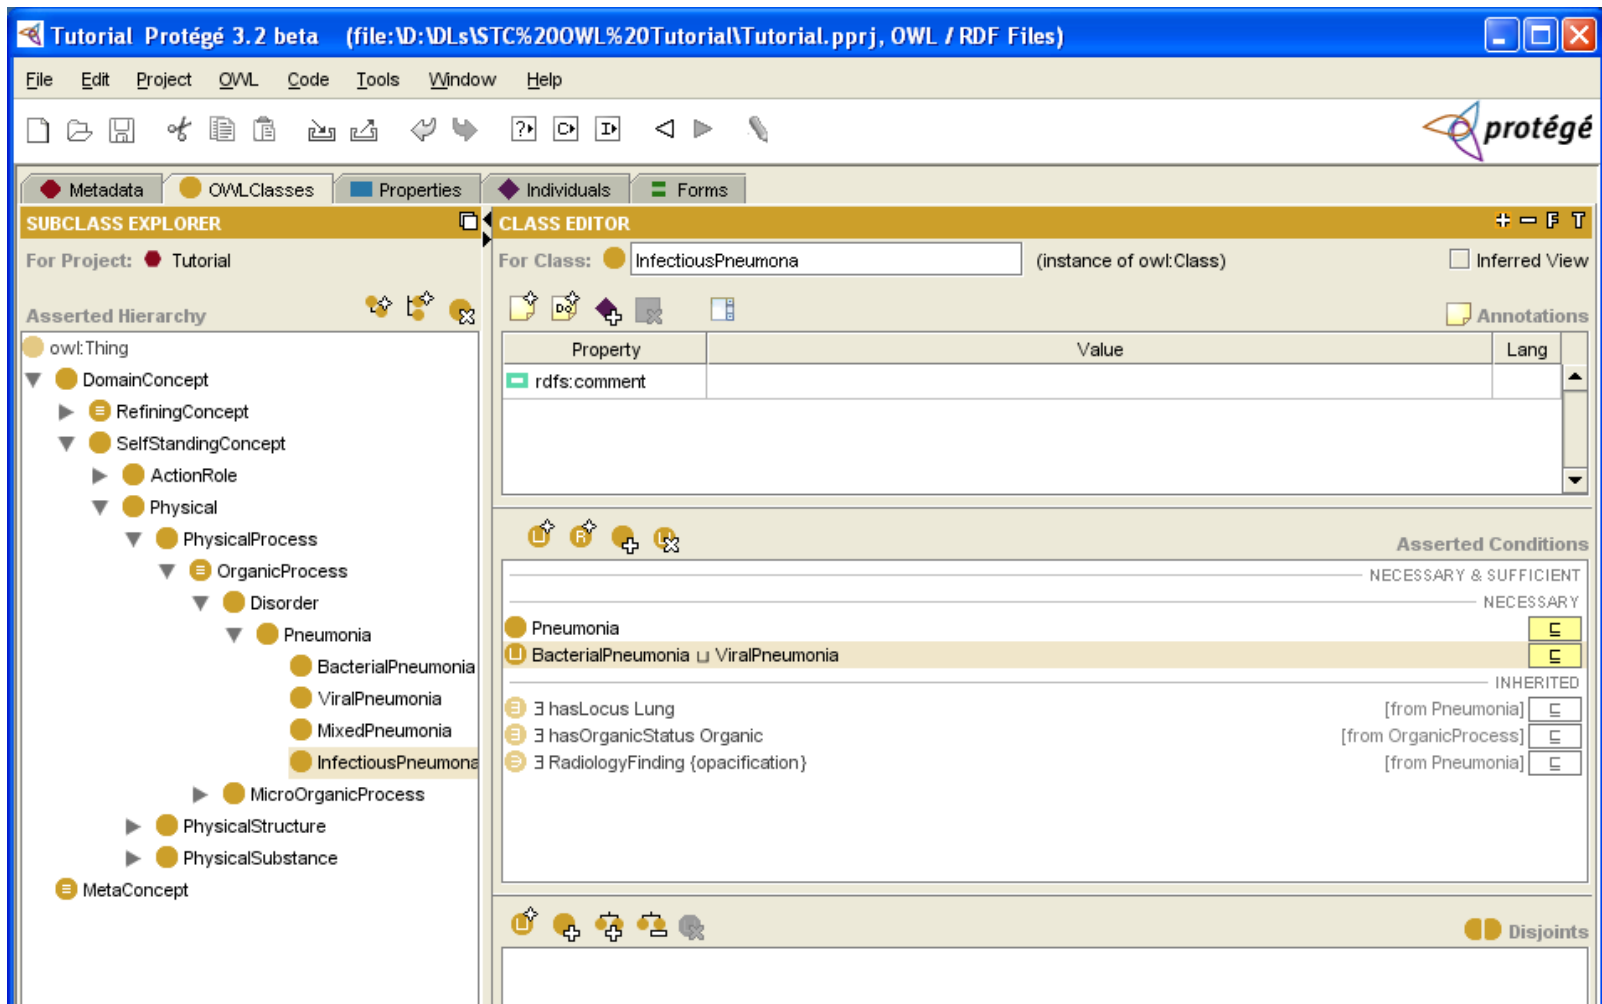 Tutorial Protégé 3.2 beta (file:\D:\DLs\STC%20OWL%20Tutorial\Tutorial.pprj, OWL / RDF Files)
File Edit Project OWL Code Tools Window Help
protégé
Metadata OWLClasses Properties Individuals Forms
SUBCLASS EXPLORER
For Project: Tutorial
Asserted Hierarchy
owl:Thing
DomainConcept
RefiningConcept
SelfStandingConcept
ActionRole
Physical
PhysicalProcess
OrganicProcess
Disorder
Pneumonia
BacterialPneumonia
ViralPneumonia
MixedPneumonia
InfectiousPneumona
MicroOrganicProcess
PhysicalStructure
PhysicalSubstance
MetaConcept
CLASS EDITOR
F T
For Class: InfectiousPneumona (instance of owl:Class) Inferred View
Annotations
Property Value Lang
rdfs:comment
Asserted Conditions
NECESSARY & SUFFICIENT
NECESSARY
Pneumonia ⊑
BacterialPneumonia ⊔ ViralPneumonia ⊑
INHERITED
∃ hasLocus Lung [from Pneumonia] ⊑
∃ hasOrganicStatus Organic [from OrganicProcess] ⊑
∃ RadiologyFinding {opacification} [from Pneumonia] ⊑
Disjoints